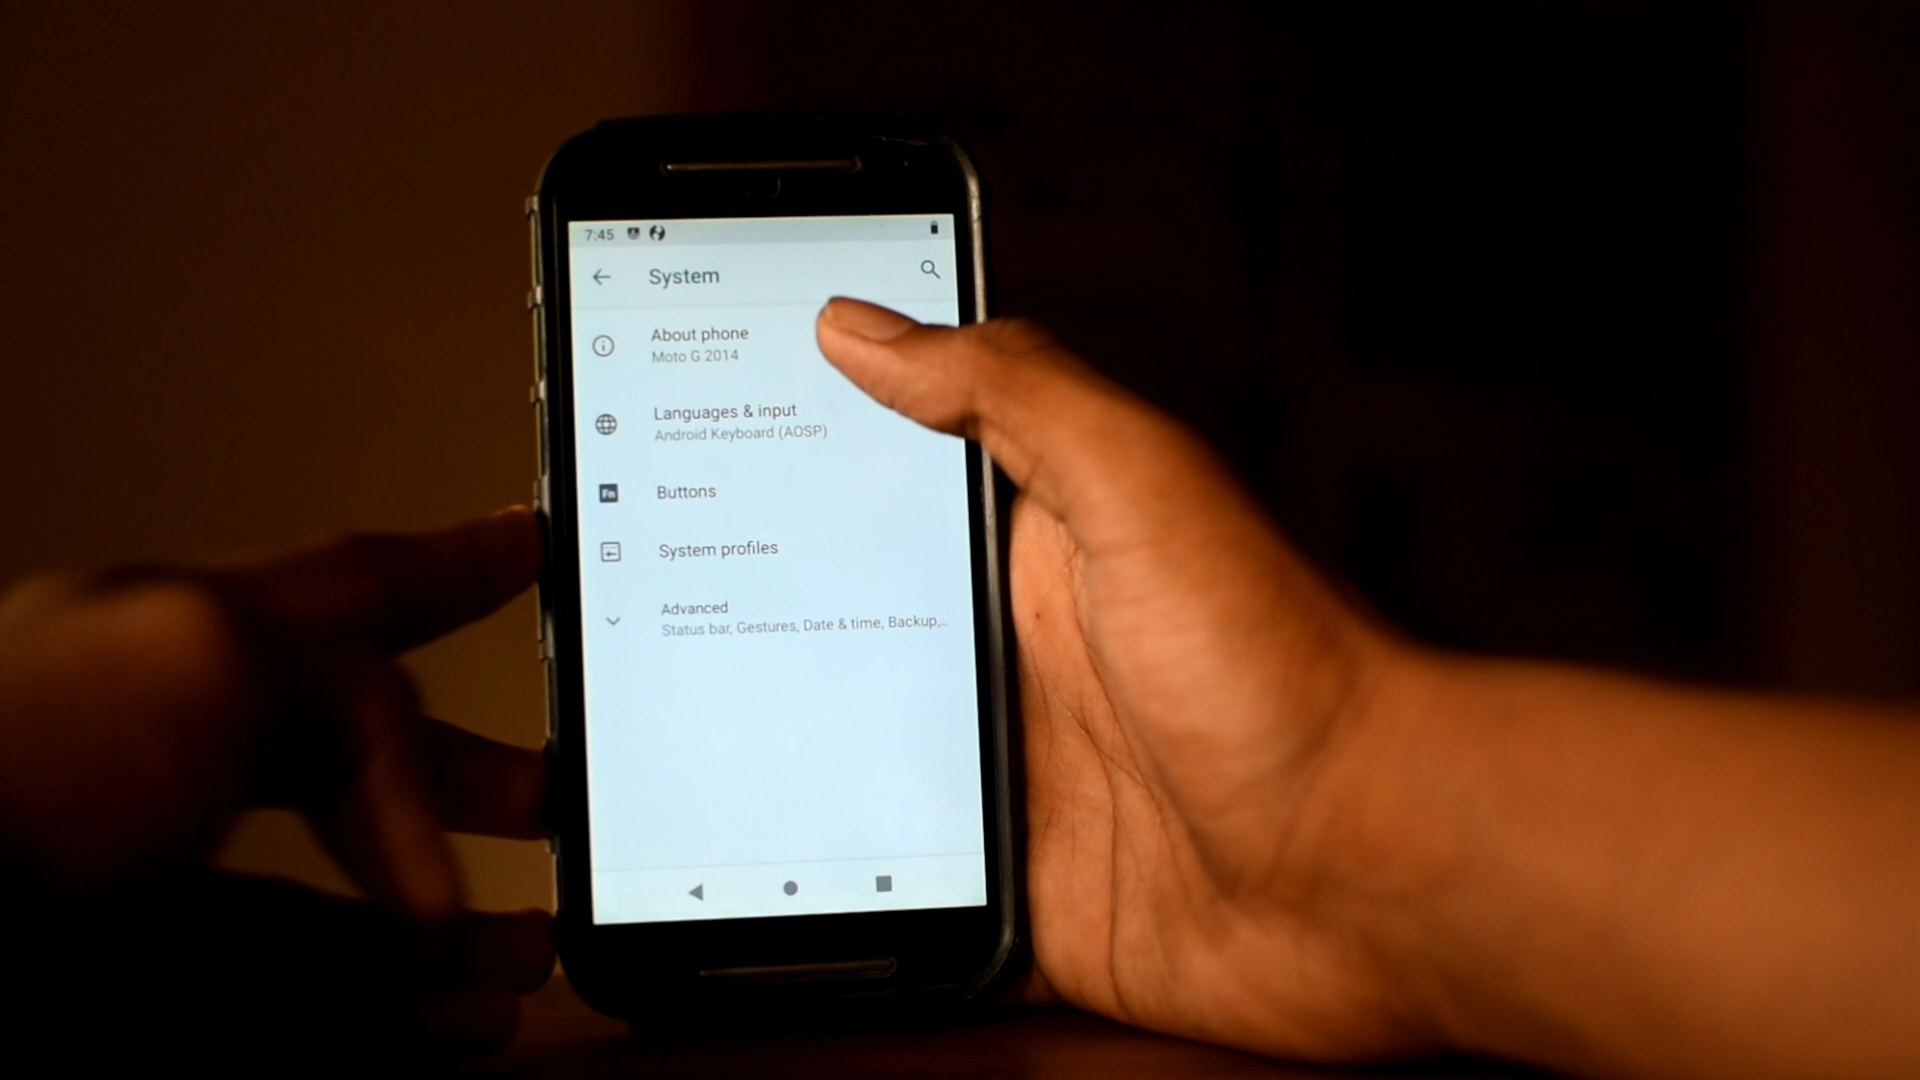 7:45
System
About phone
Moto G 2014
Languages & input
Android Keyboard (AOSP)
Fn
Buttons
System profiles
Advanced
Status bar, Gestures, Date & time, Backup,..